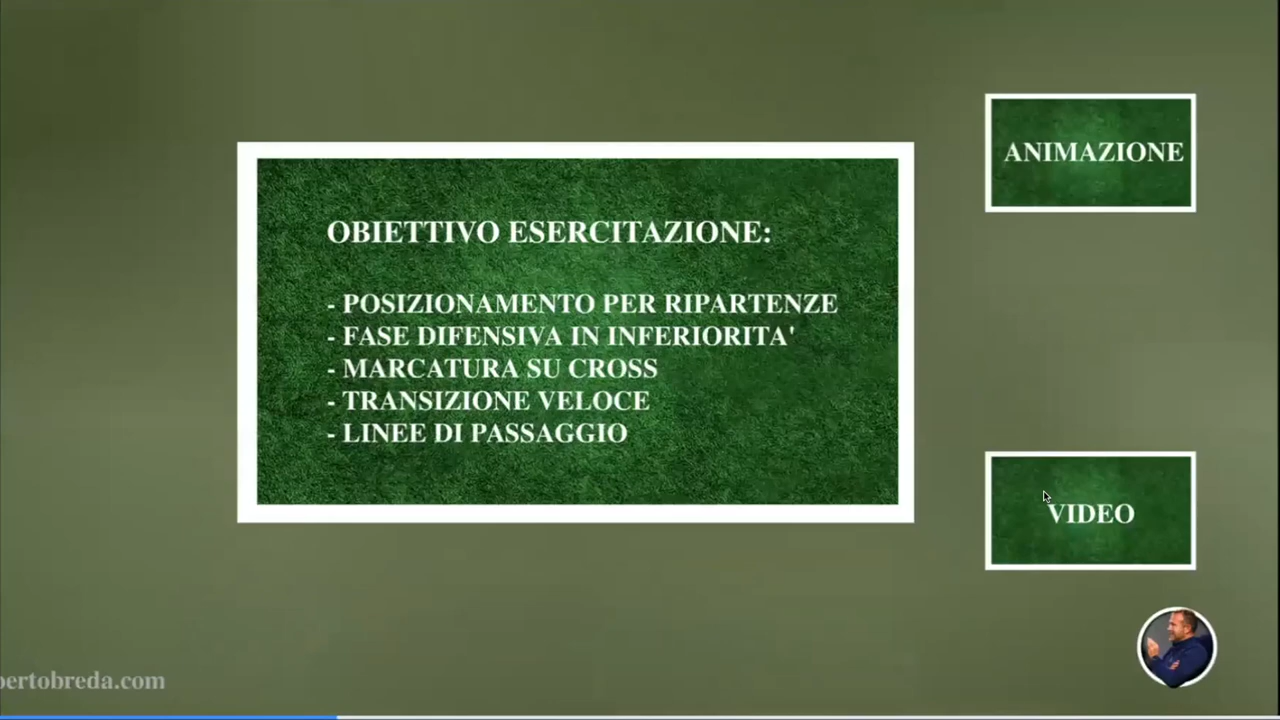 OBIETTIVO ESERCITAZIONE:
- POSIZIONAMENTO PER RIPARTENZE
- FASE DIFENSIVA IN INFERIORITA'
- MARCATURA SU CROSS
- TRANSIZIONE VELOCE
- LINEE DI PASSAGGIO
ANIMAZIONE
VIDEO
bertobreda.com